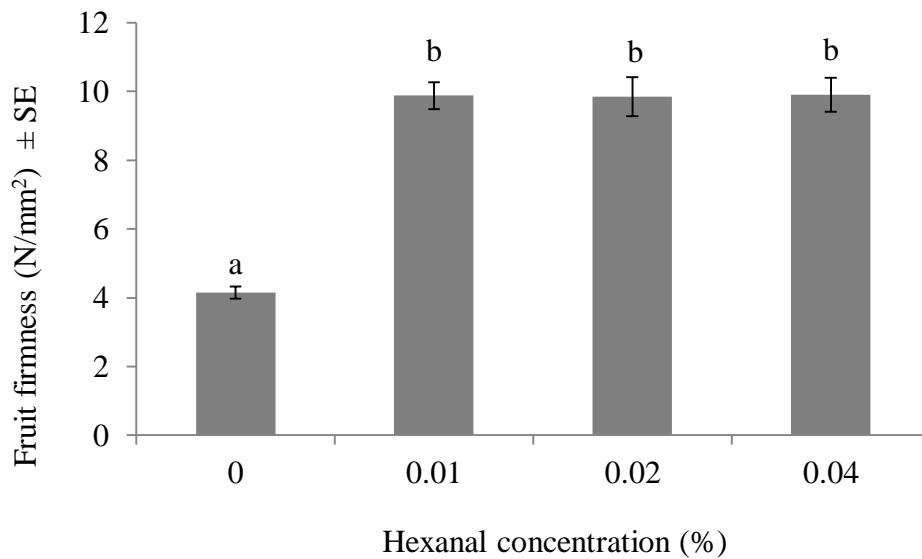 Fruit firmness (N/mm²) ± SE
12
10
8
6
4
2
0
a
b
b
b
0
0.01
0.02
0.04
Hexanal concentration (%)